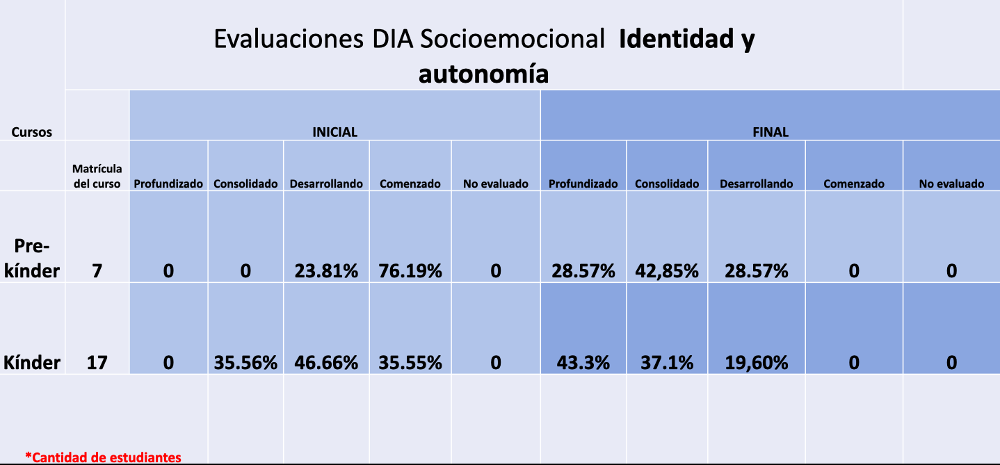 Evaluaciones DIA Socioemocional Identidad y
autonomía
Cursos
INICIAL
FINAL
Matrícula
del curso
Profundizado
Consolidado
Desarrollando
Comenzado
No evaluado
Profundizado
Consolidado
Desarrollando
Comenzado
No evaluado
Pre-
kínder
7
0
0
23.81%
76.19%
0
28.57%
42,85%
28.57%
0
0
Kínder
17
0
35.56%
46.66%
35.55%
0
43.3%
37.1%
19,60%
0
0
*Cantidad de estudiantes